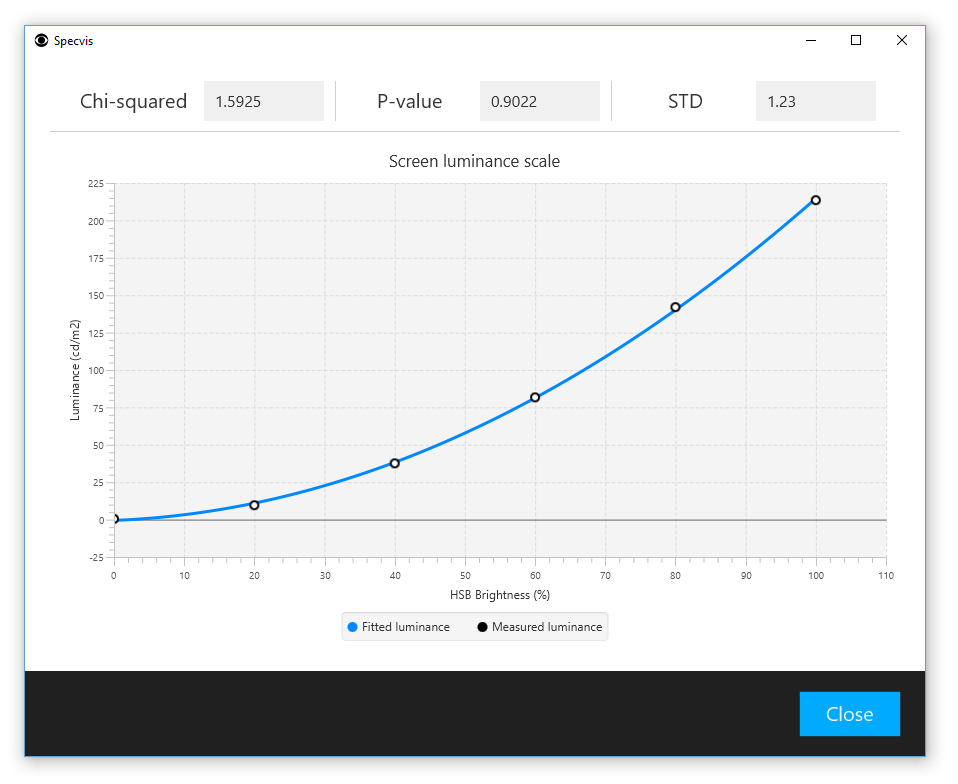 Specvis
Chi-squared 1.5925 P-value 0.9022 STD 1.23
Screen luminance scale
225
200
175
150
125
100
75
50
25
0
-25
Luminance (cd/m2)
0 10 20 30 40 50 60 70 80 90 100 110
HSB Brightness (%)
Fitted luminance Measured luminance
Close